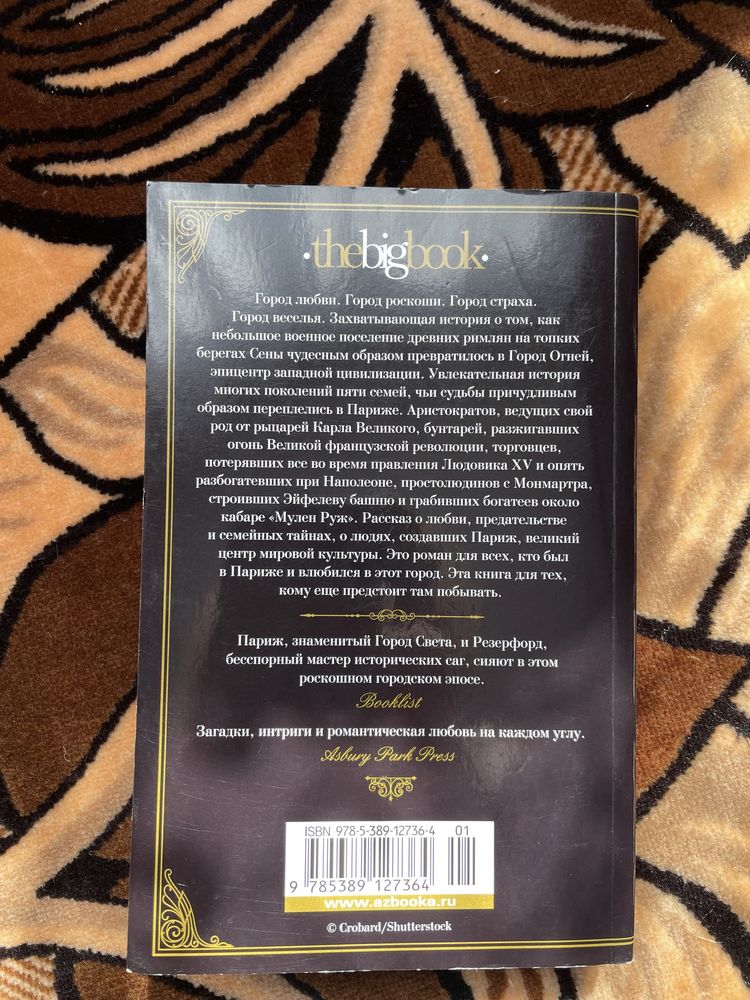 ·thebigbook·
Город любви. Город роскоши. Город страха.
Город веселья. Захватывающая история о том, как
небольшое военное поселение древних римлян на топких
берегах Сены чудесным образом превратилось в Город Огней,
эпицентр западной цивилизации. Увлекательная история
многих поколений пяти семей, чьи судьбы причудливым
образом переплелись в Париже. Аристократов, ведущих свой
род от рыцарей Карла Великого, бунтарей, разжигавших
огонь Великой французской революции, торговцев,
потерявших все во время правления Людовика XV и опять
разбогатевших при Наполеоне, простолюдинов с Монмартра,
строивших Эйфелеву башню и грабивших богатеев около
кабаре «Мулен Руж». Рассказ о любви, предательстве
и семейных тайнах, о людях, создавших Париж, великий
центр мировой культуры. Это роман для всех, кто был
в Париже и влюбился в этот город. Эта книга для тех,
кому еще предстоит там побывать.
Париж, знаменитый Город Света, и Резерфорд,
бесспорный мастер исторических саг, сияют в этом
роскошном городском эпосе.
Booklist
Загадки, интриги и романтическая любовь на каждом углу.
Asbury Park Press
ISBN 978-5-389-12736-4 01
9 785389 127364
www.azbooka.ru
© Crobard/Shutterstock